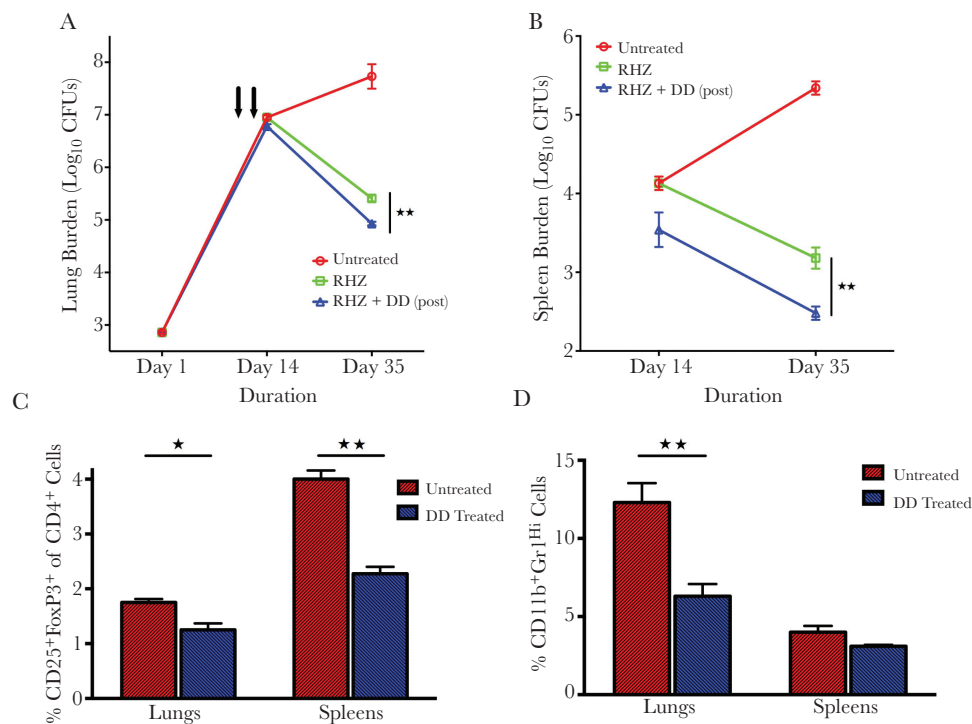 A
Lung Burden (Log10 CFUs)
8
7
6
5
4
3
★★
Untreated
RHZ
RHZ + DD (post)
Day 1
Day 14
Day 35
Duration
B
Spleen Burden (Log10 CFUs)
6
5
4
3
2
Untreated
RHZ
RHZ + DD (post)
★★
Day 14
Day 35
Duration
C
% CD25+FoxP3+ of CD4+ Cells
4
3
2
1
0
★
★★
Untreated
DD Treated
Lungs
Spleens
D
% CD11b+Gr1Hi Cells
15
10
5
0
★★
Untreated
DD Treated
Lungs
Spleens